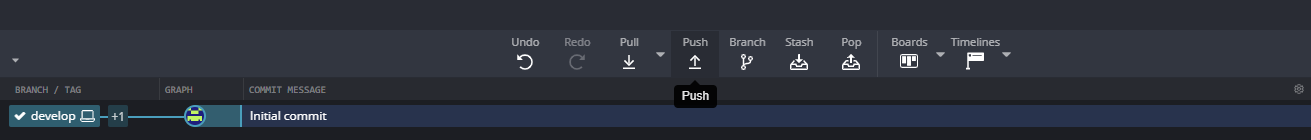 Undo Redo Pull Push Branch Stash Pop Boards Timelines
Push
BRANCH / TAG GRAPH COMMIT MESSAGE
develop +1 Initial commit